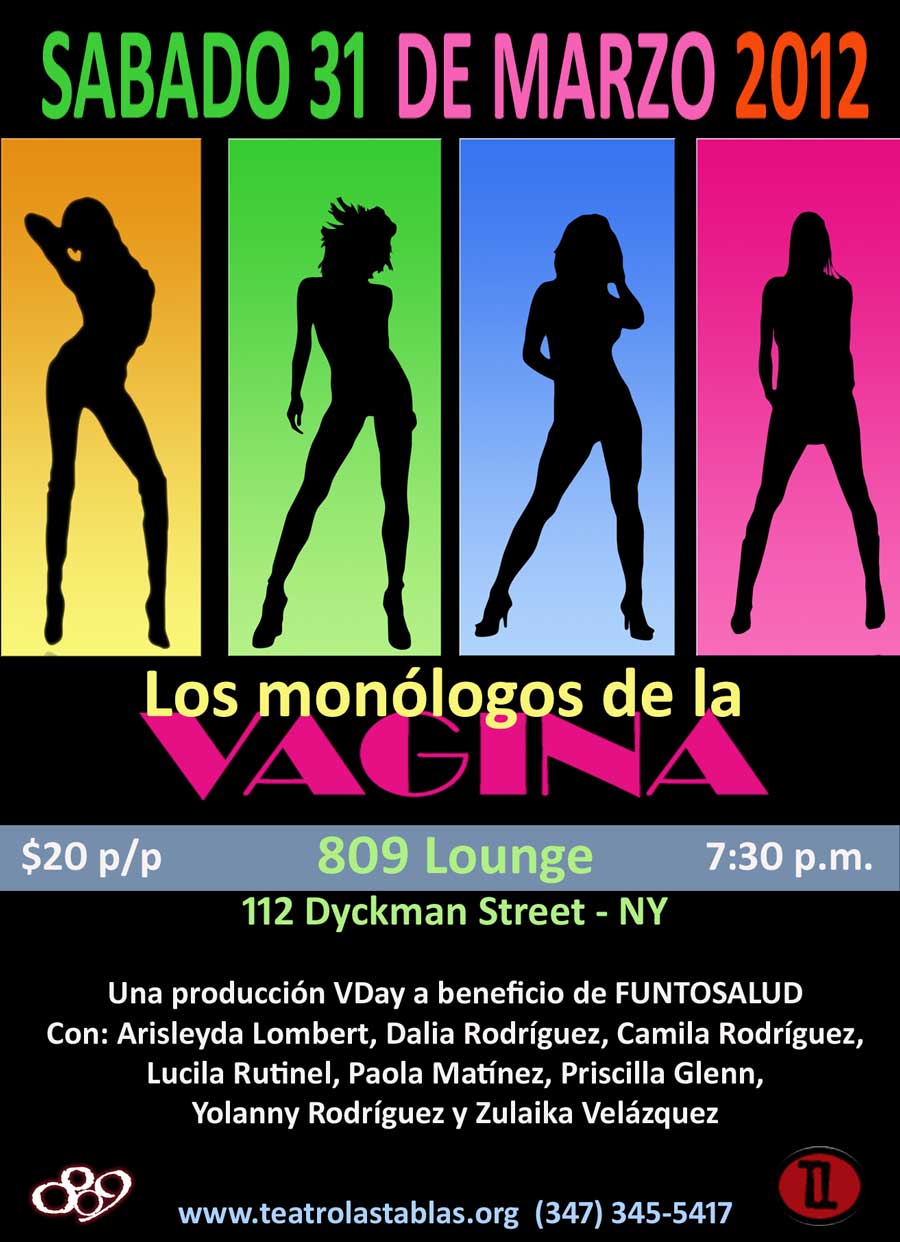 SABADO 31 DE MARZO 2012
Los monólogos de la
VAGINA
$20 p/p 809 Lounge 7:30 p.m.
112 Dyckman Street - NY
Una producción VDay a beneficio de FUNTOSALUD
Con: Arisleyda Lombert, Dalia Rodríguez, Camila Rodríguez,
Lucila Rutinel, Paola Matínez, Priscilla Glenn,
Yolanny Rodríguez y Zulaika Velázquez
809
TL
www.teatrolastablas.org (347) 345-5417